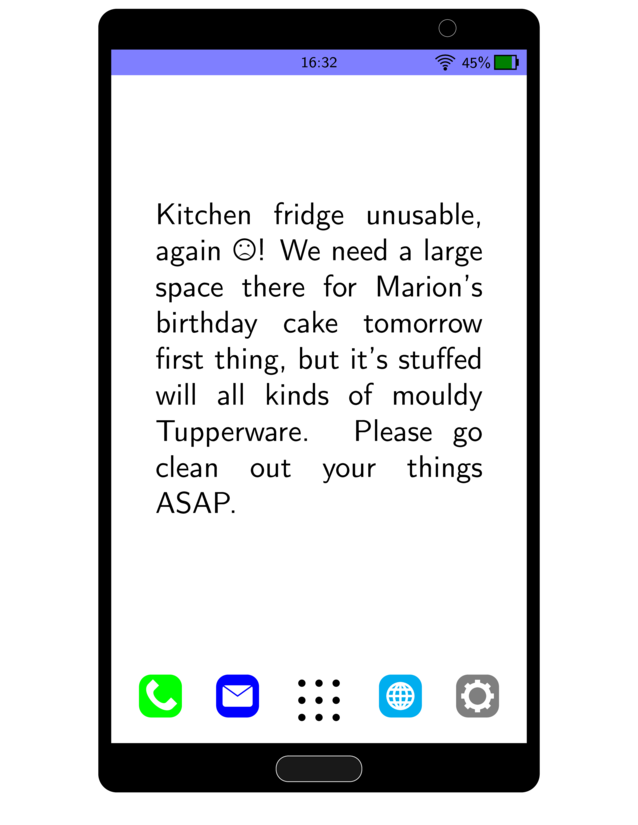 16:32 45%
Kitchen fridge unusable,
again ☹! We need a large
space there for Marion's
birthday cake tomorrow
first thing, but it's stuffed
will all kinds of mouldy
Tupperware. Please go
clean out your things
ASAP.